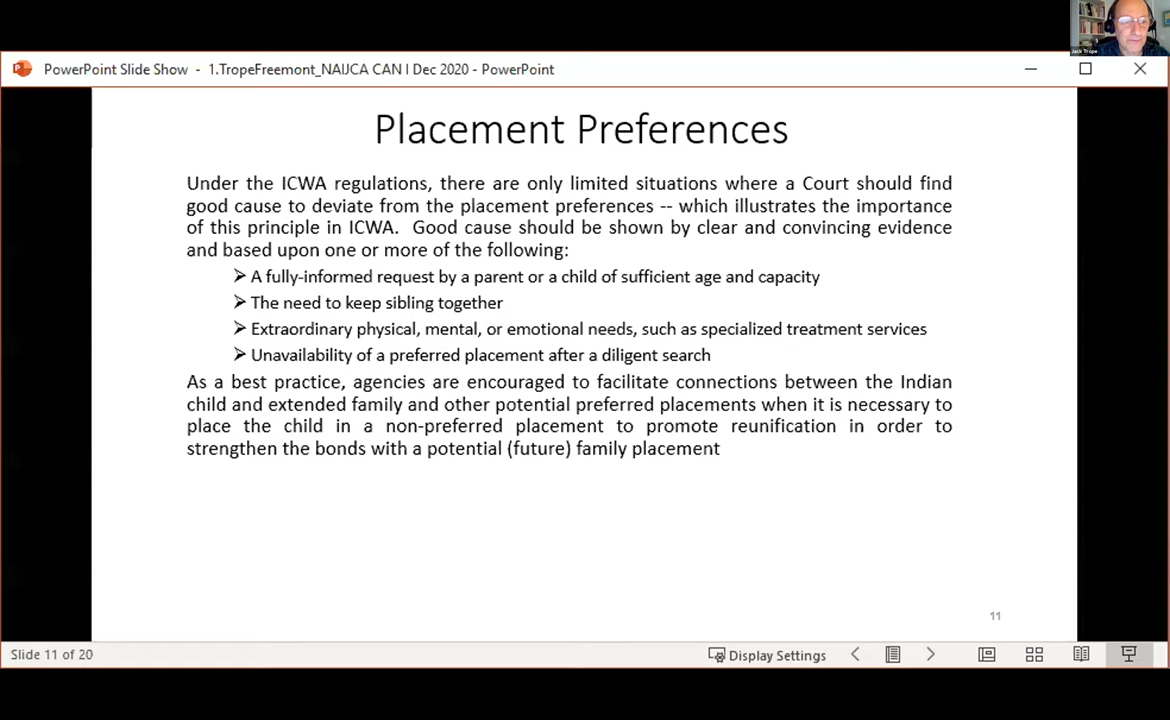 Jack Trope
PowerPoint Slide Show - 1.TropeFreemont_NAIJCA CAN I Dec 2020 - PowerPoint
Placement Preferences
Under the ICWA regulations, there are only limited situations where a Court should find
good cause to deviate from the placement preferences -- which illustrates the importance
of this principle in ICWA. Good cause should be shown by clear and convincing evidence
and based upon one or more of the following:
➢ A fully-informed request by a parent or a child of sufficient age and capacity
➢ The need to keep sibling together
➢ Extraordinary physical, mental, or emotional needs, such as specialized treatment services
➢ Unavailability of a preferred placement after a diligent search
As a best practice, agencies are encouraged to facilitate connections between the Indian
child and extended family and other potential preferred placements when it is necessary to
place the child in a non-preferred placement to promote reunification in order to
strengthen the bonds with a potential (future) family placement
11
Slide 11 of 20
Display Settings